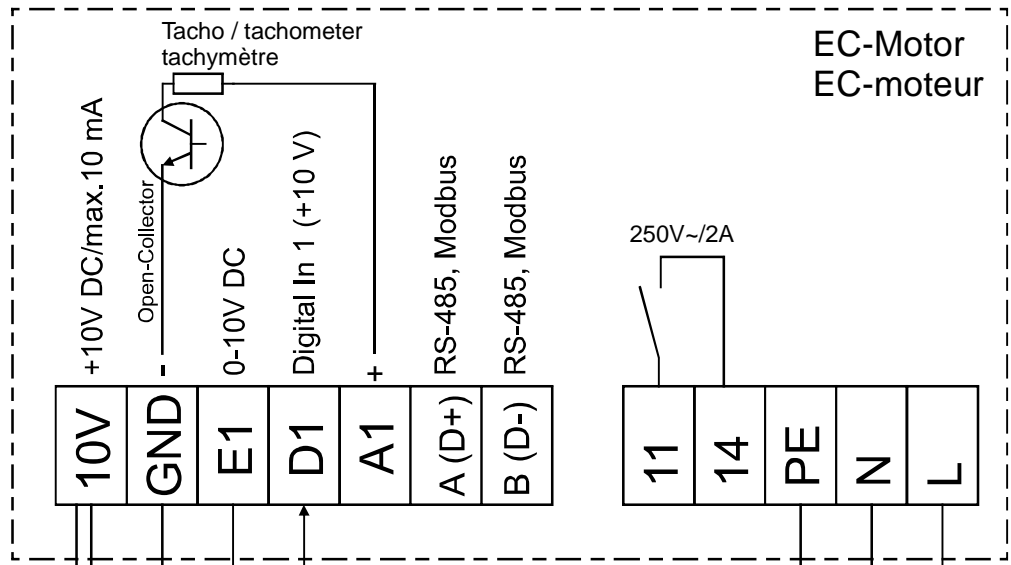 Tacho / tachometer
tachymètre
EC-Motor
EC-moteur
+10V DC/max.10 mA
Open-Collector
0-10V DC
Digital In 1 (+10 V)
RS-485, Modbus
RS-485, Modbus
250V~/2A
-
+
10V
GND
E1
D1
A1
A (D+)
B (D-)
11
14
PE
N
L